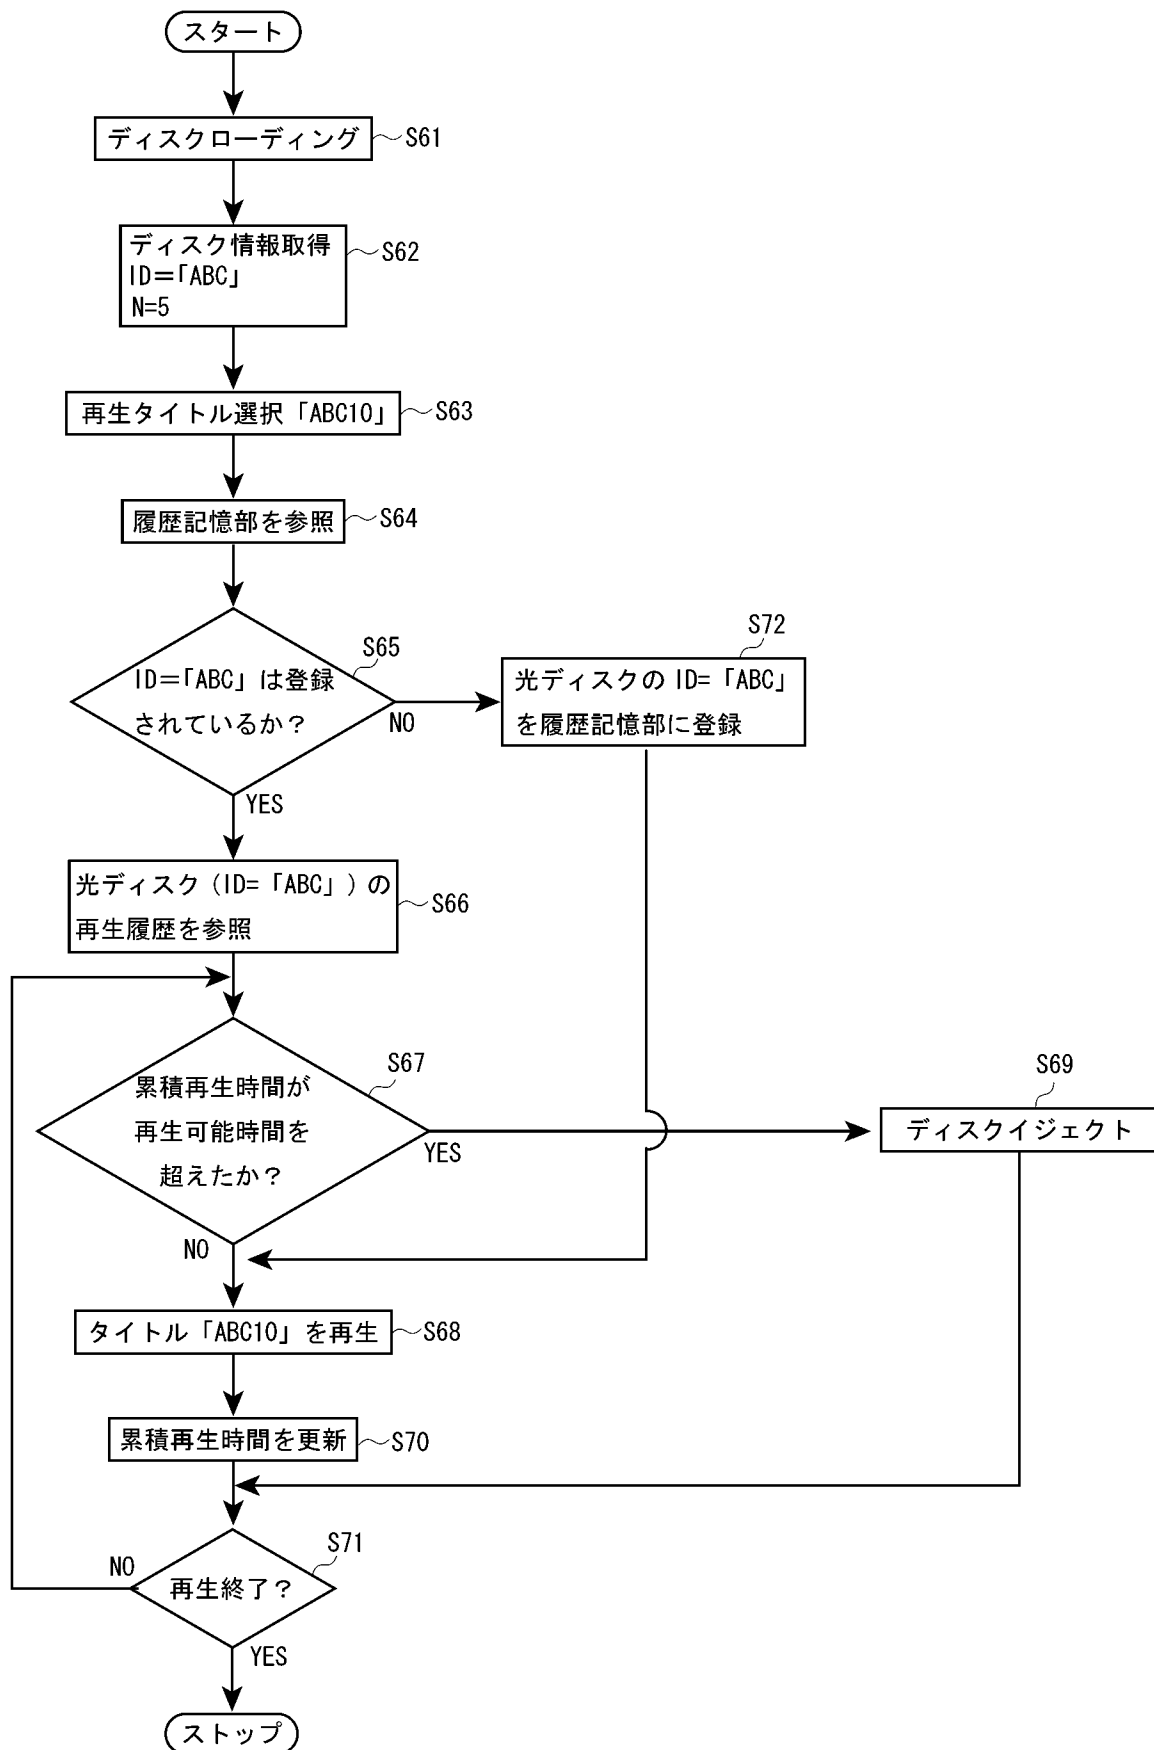 スタート
ディスクローディング
S61
ディスク情報取得
ID=「ABC」
N=5
S62
再生タイトル選択「ABC10」
S63
履歴記憶部を参照
S64
ID=「ABC」は登録
されているか?
S65
NO
YES
S72
光ディスクの ID=「ABC」
を履歴記憶部に登録
光ディスク(ID=「ABC」)の
再生履歴を参照
S66
累積再生時間が
再生可能時間を
超えたか?
S67
YES
NO
S69
ディスクイジェクト
タイトル「ABC10」を再生
S68
累積再生時間を更新
S70
再生終了?
S71
NO
YES
ストップ